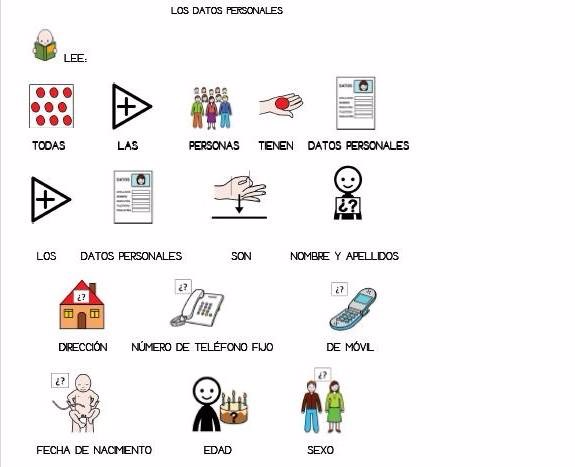 LOS DATOS PERSONALES
LEE:
TODAS LAS PERSONAS TIENEN DATOS PERSONALES
LOS DATOS PERSONALES SON NOMBRE Y APELLIDOS
¿?
¿? ¿? ¿?
DIRECCIÓN NÚMERO DE TELÉFONO FIJO DE MÓVIL
¿? ? ¿?
FECHA DE NACIMIENTO EDAD SEXO